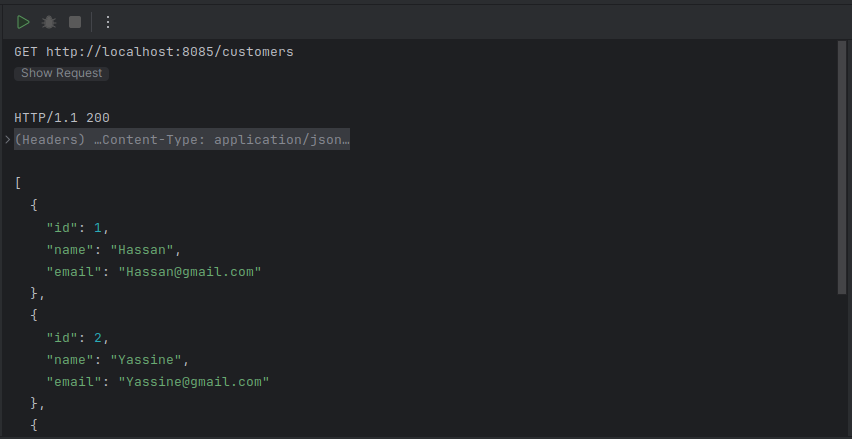 GET http://localhost:8085/customers
Show Request
HTTP/1.1 200
(Headers) …Content-Type: application/json…
[
  {
    "id": 1,
    "name": "Hassan",
    "email": "Hassan@gmail.com"
  },
  {
    "id": 2,
    "name": "Yassine",
    "email": "Yassine@gmail.com"
  },
  {